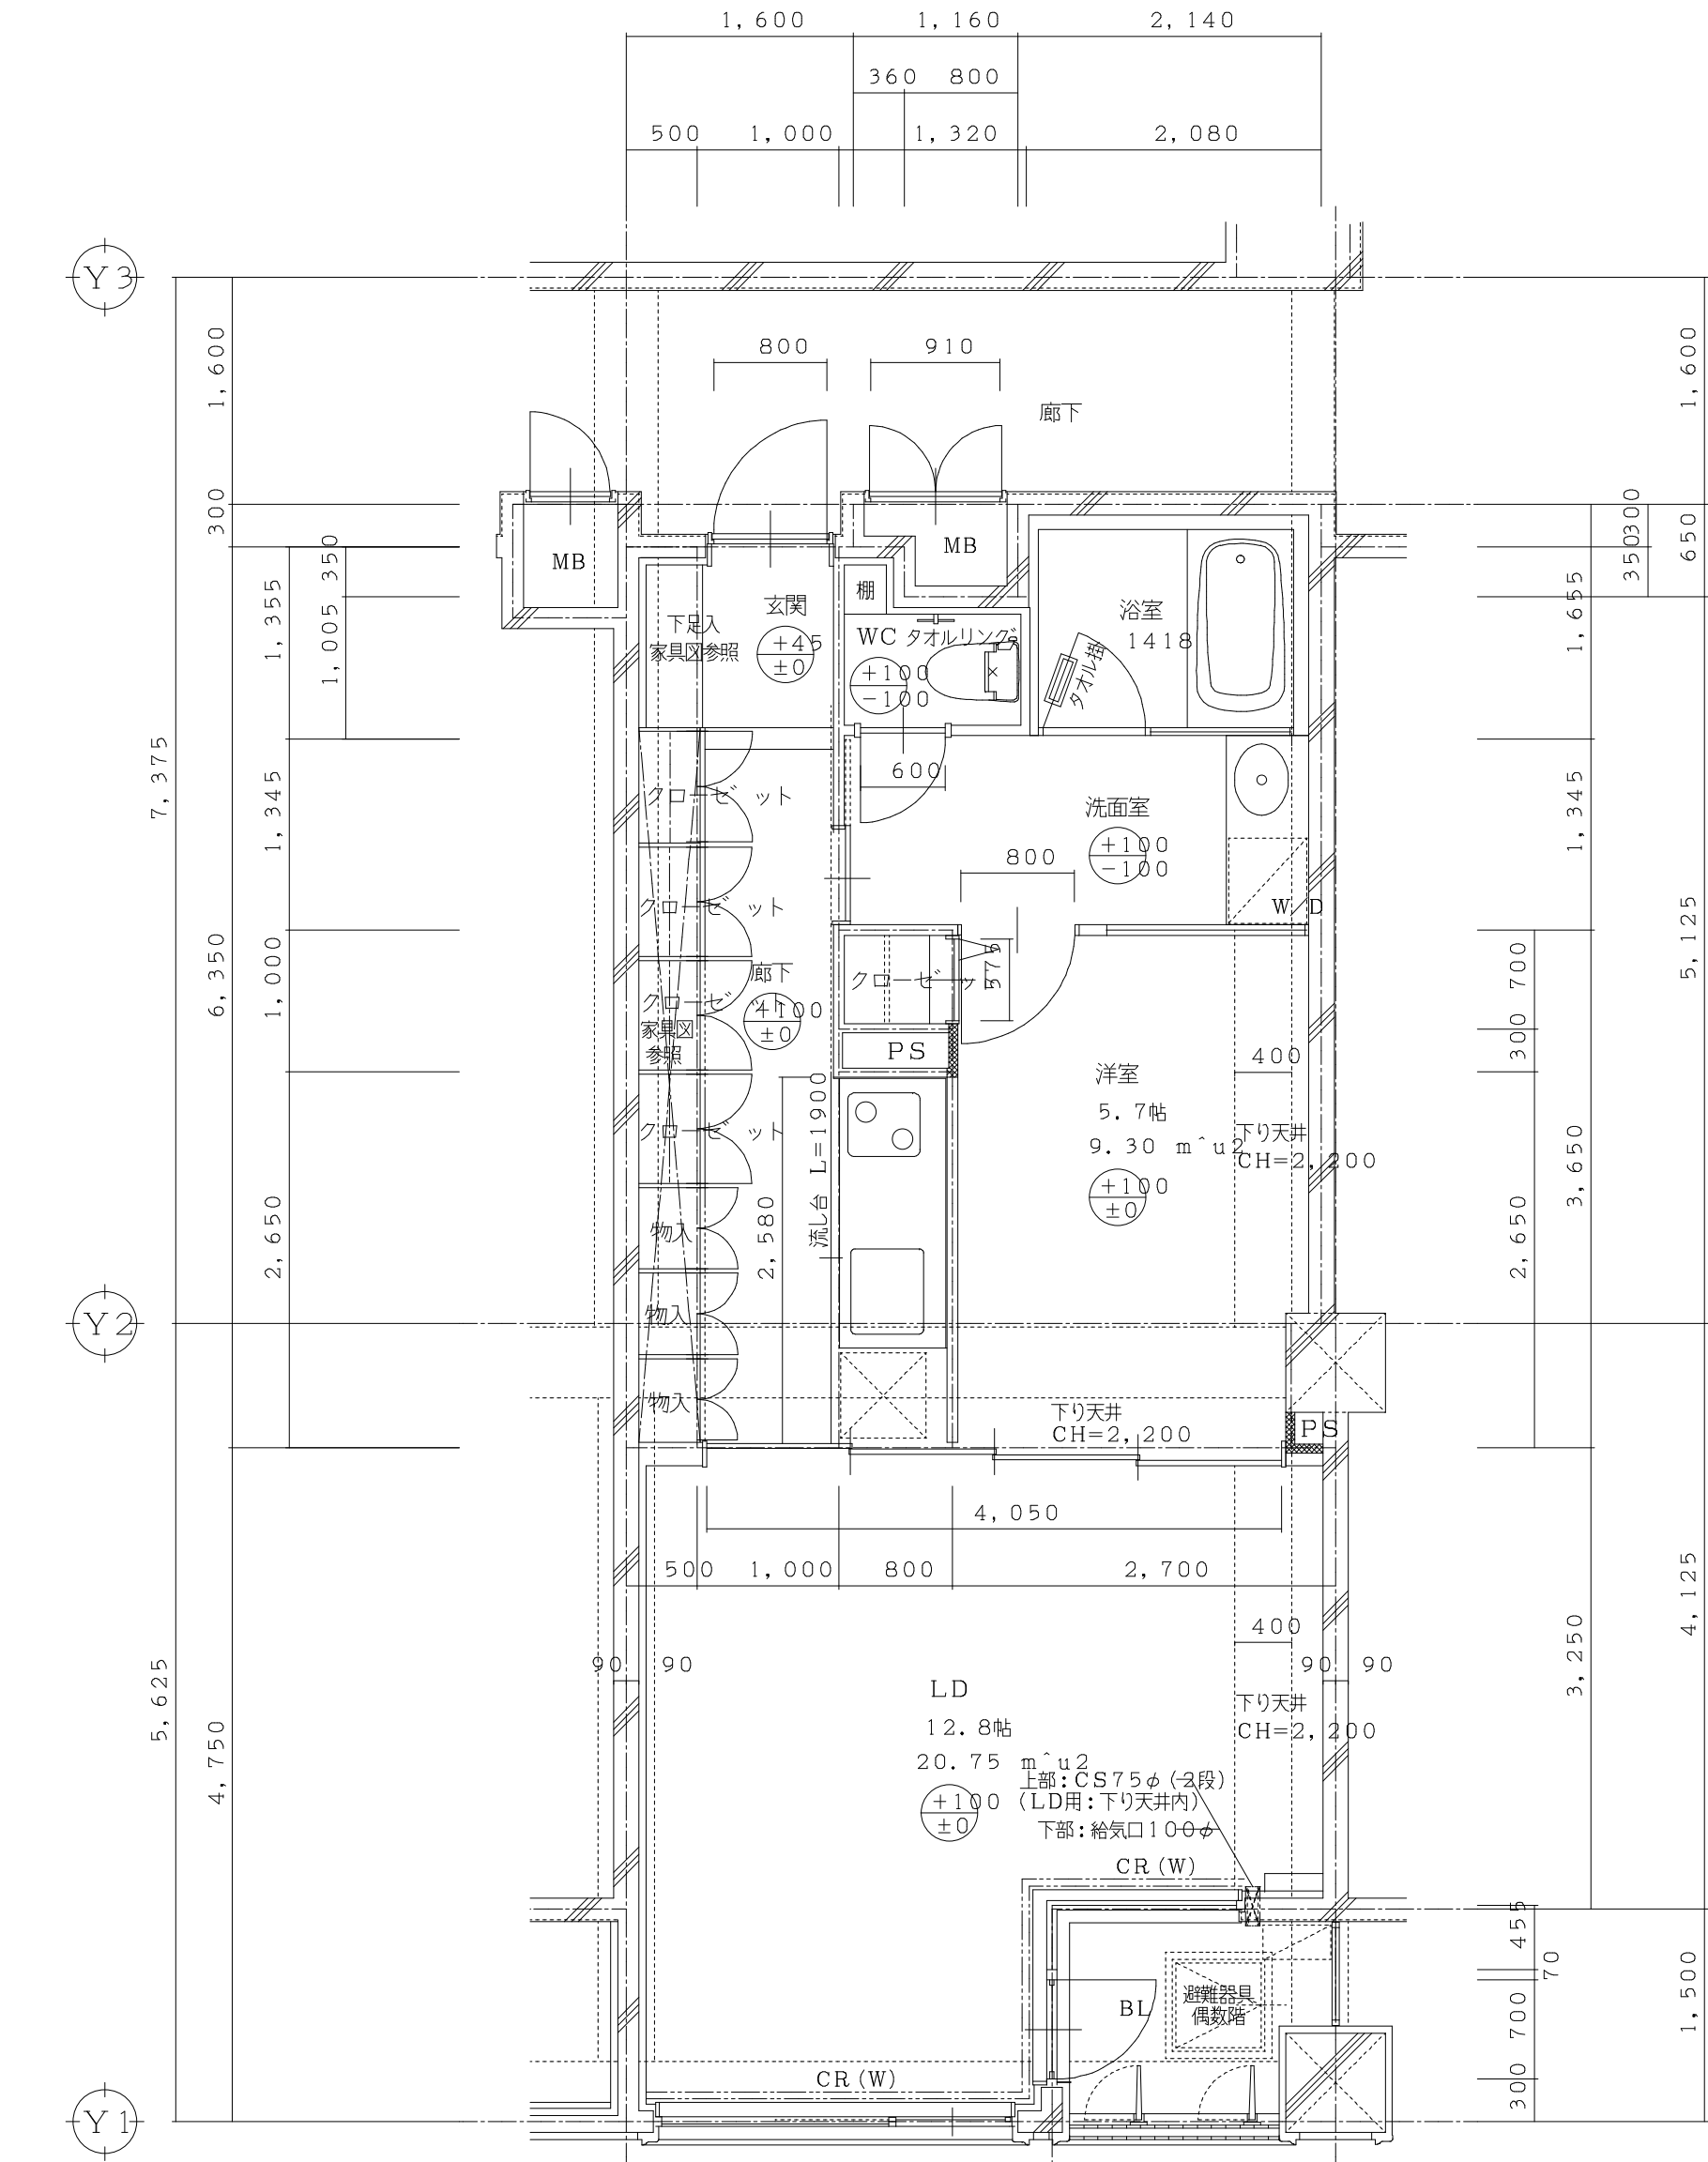 1,600 1,160 2,140
360 800
500 1,000 1,320 2,080
Y3
1,600
1,600
800
910
廊下
300
350
300
350
650
MB
MB
棚
玄関
+45
±0
下足入
家具図参照
WC
タオルリング
+100
-100
浴室
1418
タオル掛
1,355
1,005
1,655
7,375
6,350
1,345
1,345
クローゼット
600
洗面室
+100
-100
800
W D
クローゼット
5,125
1,000
廊下
+100
±0
クローゼット
家具図
参照
クローゼット
575
700
300
PS
400
洋室
5.7帖
9.30 m^u2
+100
±0
下り天井
CH=2,200
流し台 L=1900
クローゼット
2,580
2,650
3,650
2,650
物入
物入
物入
Y2
下り天井
CH=2,200
PS
4,050
500 1,000 800 2,700
400
90 90
90 90
5,625
4,750
4,125
3,250
LD
12.8帖
20.75 m^u2
+100
±0
下り天井
CH=2,200
上部:CS75φ(2段)
(LD用:下り天井内)
下部:給気口100φ
CR(W)
455
70
700
300
1,500
BL
避難器具
偶数階
CR(W)
Y1